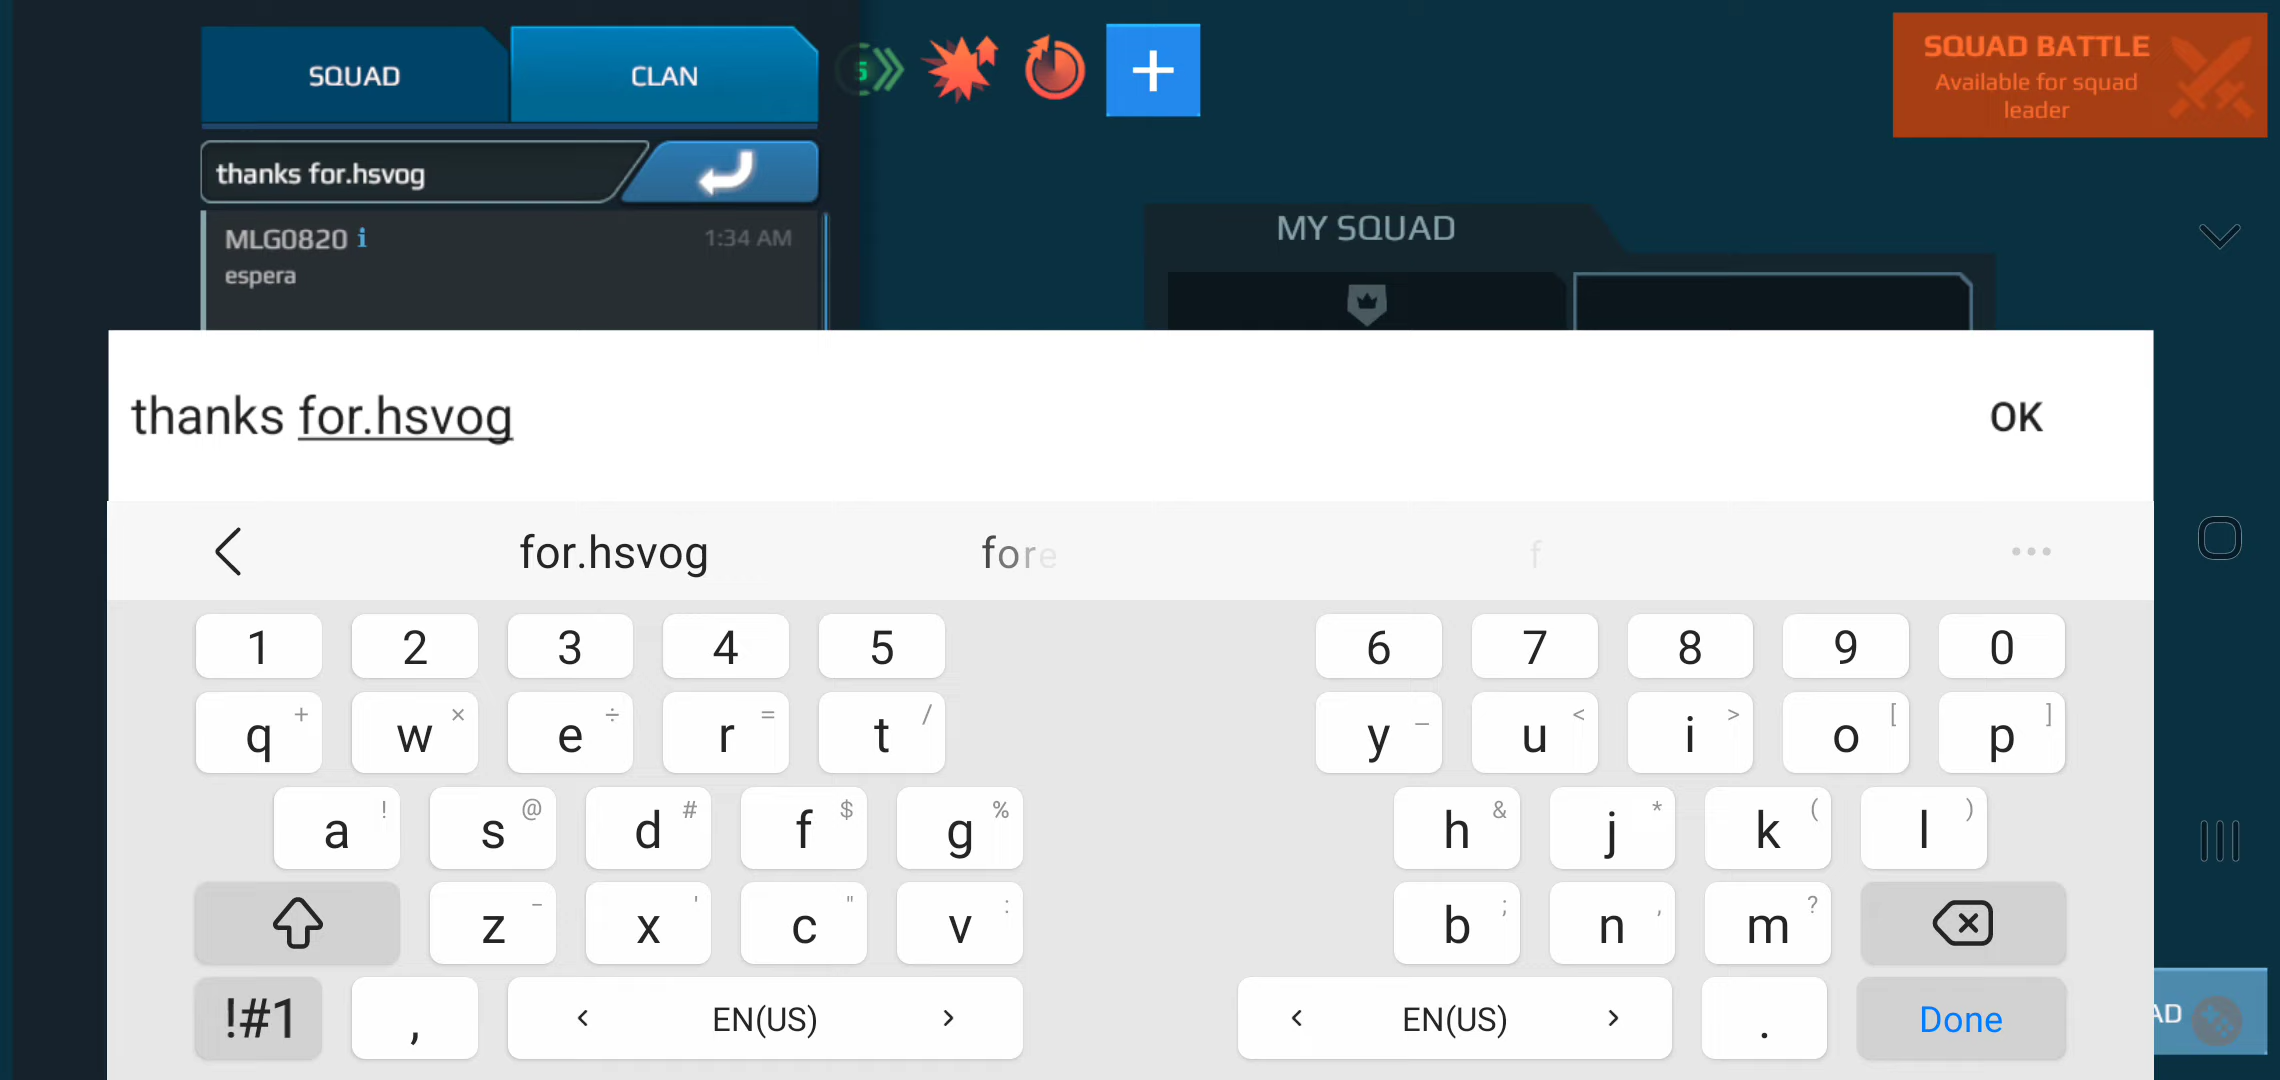 SQUAD
CLAN
5
SQUAD BATTLE
Available for squad
leader
thanks for.hsvog
MLG0820 i
1:34 AM
espera
MY SQUAD
thanks for.hsvog
OK
for.hsvog
fore
f
1 2 3 4 5 6 7 8 9 0
q + w × e ÷ r = t / y _ u < i > o [ p ]
a ! s @ d # f $ g % h & j * k ( l )
z - x ' c " v : b ; n , m ?
!#1 , < EN(US) > < EN(US) > . Done
AD